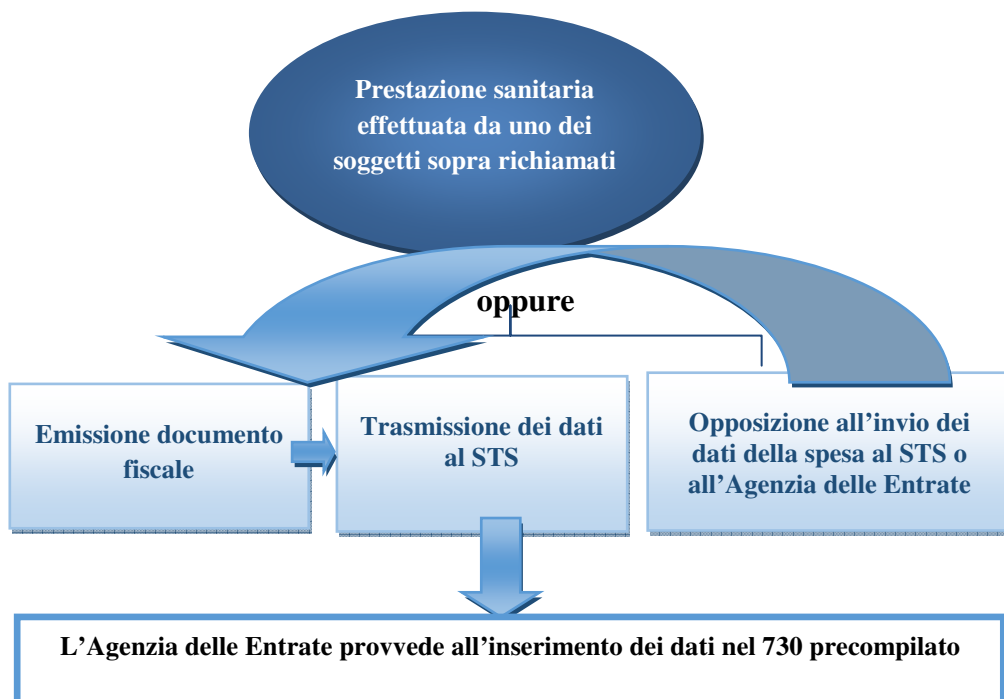 Prestazione sanitaria
effettuata da uno dei
soggetti sopra richiamati
oppure
Emissione documento
fiscale
Trasmissione dei dati
al STS
Opposizione all’invio dei
dati della spesa al STS o
all’Agenzia delle Entrate
L’Agenzia delle Entrate provvede all’inserimento dei dati nel 730 precompilato